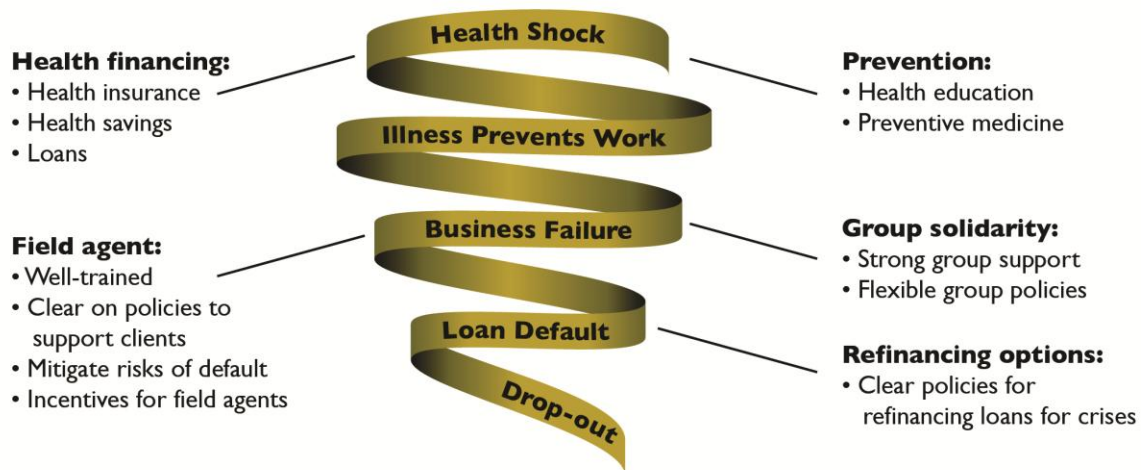 Health Shock
Health financing:
• Health insurance
• Health savings
• Loans
Prevention:
• Health education
• Preventive medicine
Illness Prevents Work
Business Failure
Field agent:
• Well-trained
• Clear on policies to
support clients
• Mitigate risks of default
• Incentives for field agents
Group solidarity:
• Strong group support
• Flexible group policies
Loan Default
Refinancing options:
• Clear policies for
refinancing loans for crises
Drop-out